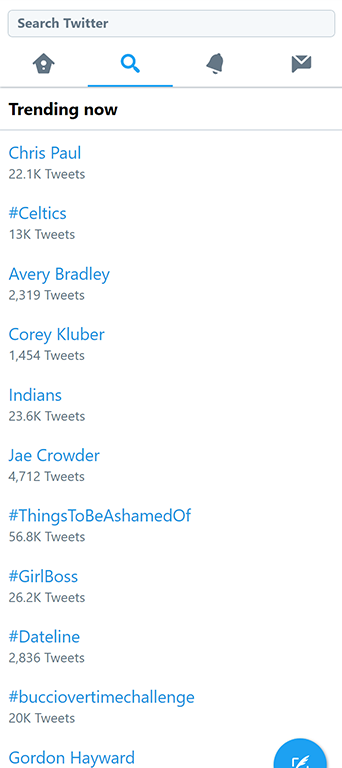 Search Twitter
Trending now
Chris Paul
22.1K Tweets
#Celtics
13K Tweets
Avery Bradley
2,319 Tweets
Corey Kluber
1,454 Tweets
Indians
23.6K Tweets
Jae Crowder
4,712 Tweets
#ThingsToBeAshamedOf
56.8K Tweets
#GirlBoss
26.2K Tweets
#Dateline
2,836 Tweets
#bucciovertimechallenge
20K Tweets
Gordon Hayward